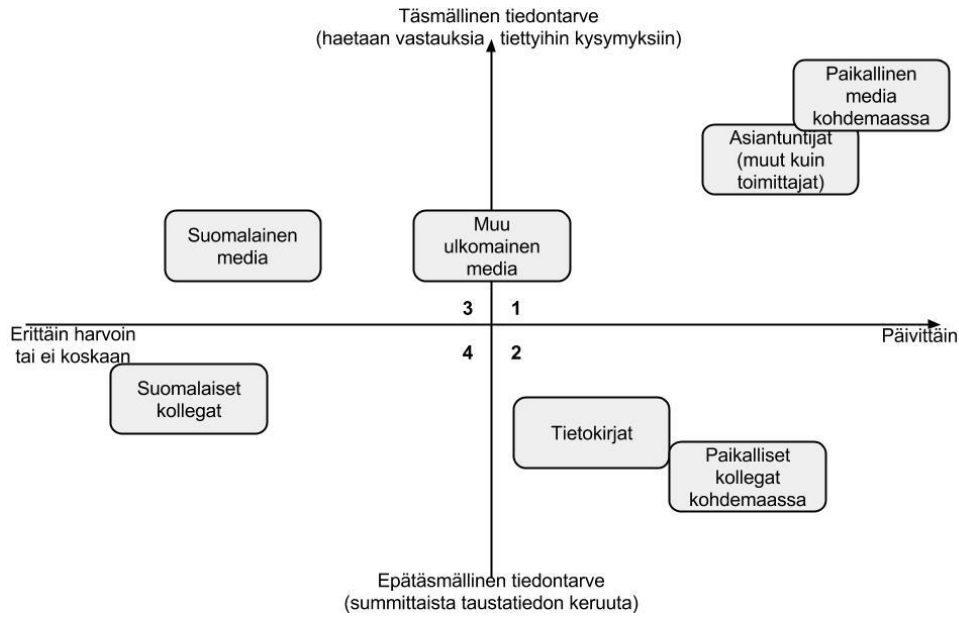 Täsmällinen tiedontarve
(haetaan vastauksia tiettyihin kysymyksiin)
Paikallinen
media
kohdemaassa
Asiantuntijat
(muut kuin
toimittajat)
Suomalainen
media
Muu
ulkomainen
media
3 1
Erittäin harvoin
tai ei koskaan
Päivittäin
4 2
Suomalaiset
kollegat
Tietokirjat
Paikalliset
kollegat
kohdemaassa
Epätäsmällinen tiedontarve
(summittaista taustatiedon keruuta)